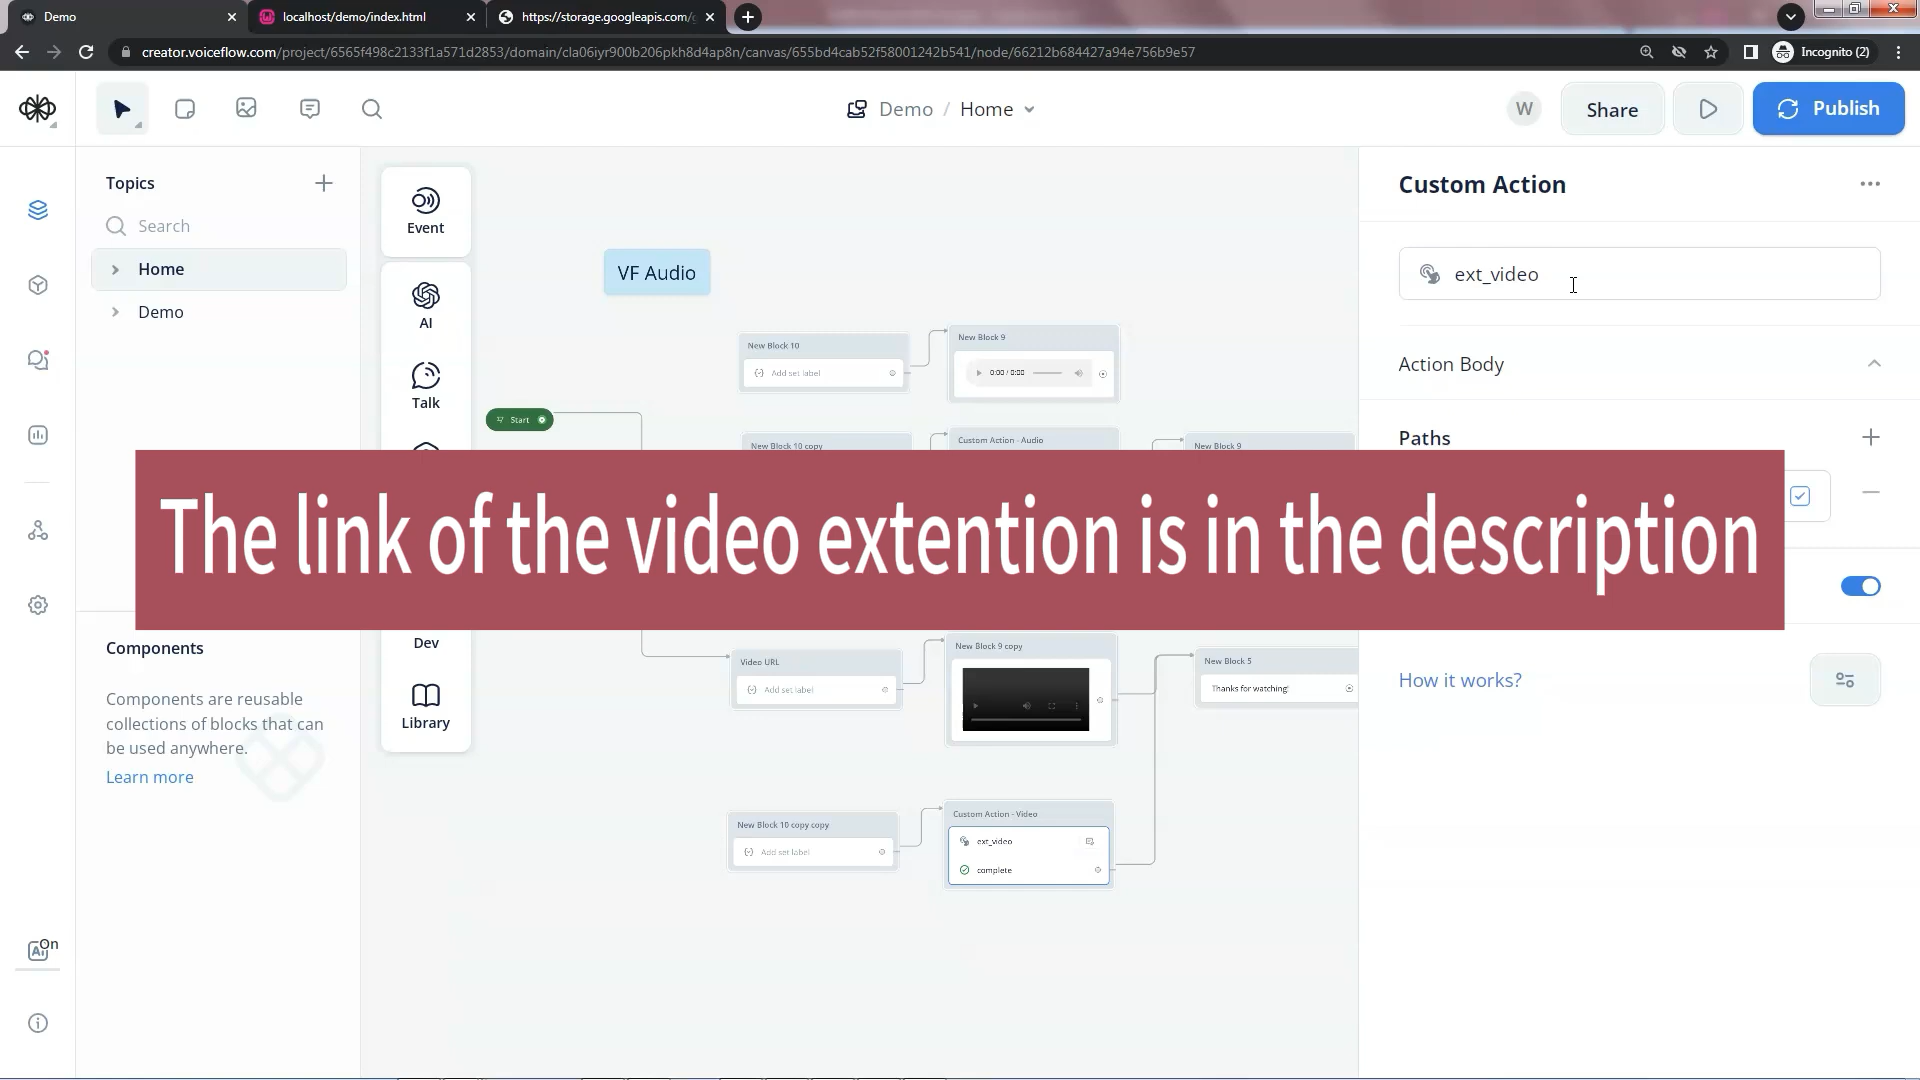 Demo
localhost/demo/index.html
https://storage.googleapis.com/
creator.voiceflow.com/project/6565f498c2133f1a571d2853/domain/cla06iyr900b206pkh8d4ap8n/canvas/655bd4cab52f58001242b541/node/66212b684427a94e756b9e57
Incognito (2)
Demo / Home
W
Share
Publish
Topics
Search
Home
Demo
Event
AI
Talk
Dev
Library
VF Audio
New Block 10
Add set label
New Block 9
0:00 / 0:00
Start
New Block 10 copy
Custom Action - Audio
New Block 9
Custom Action
ext_video
Action Body
Paths
The link of the video extention is in the description
Components
Components are reusable
collections of blocks that can
be used anywhere.
Learn more
Video URL
Add set label
New Block 9 copy
New Block 5
Thanks for watching!
How it works?
New Block 10 copy copy
Add set label
Custom Action - Video
ext_video
complete
On